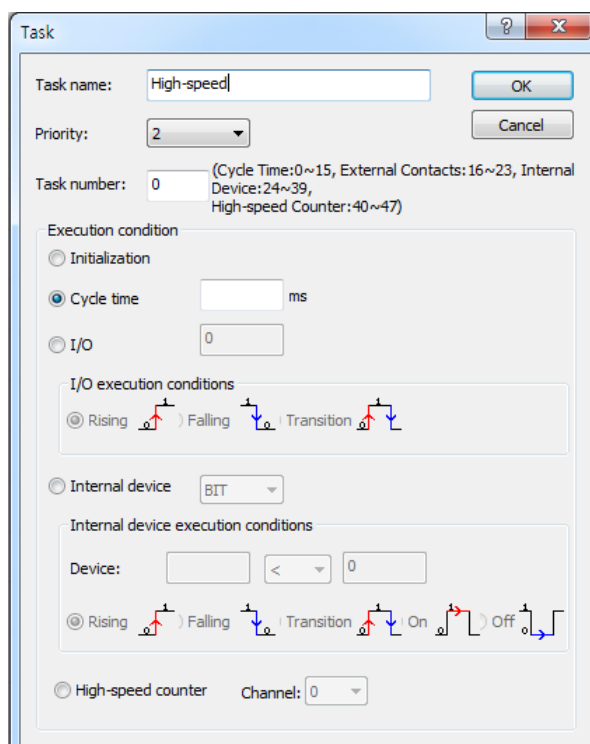 Task
Task name: High-speed OK
Priority: 2 Cancel
Task number: 0 (Cycle Time:0~15, External Contacts:16~23, Internal
Device:24~39,
High-speed Counter:40~47)
Execution condition
Initialization
Cycle time ms
I/O 0
I/O execution conditions
Rising 0 1 Falling 1 0 Transition 0 1
Internal device BIT
Internal device execution conditions
Device: < 0
Rising 0 1 Falling 1 0 Transition 0 1 On 0 1 Off 1 0
High-speed counter Channel: 0